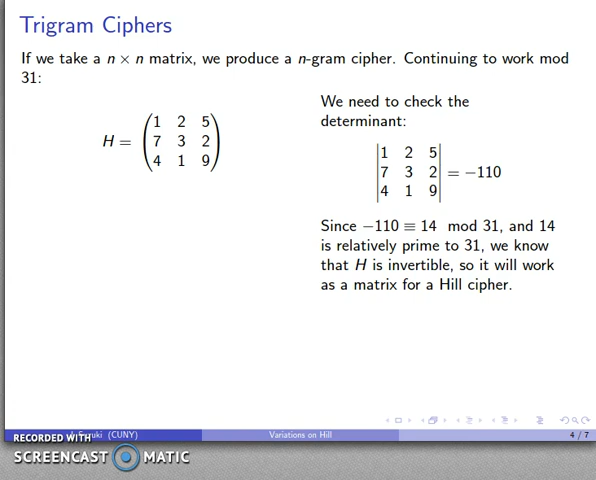 Trigram Ciphers
If we take a n × n matrix, we produce a n-gram cipher. Continuing to work mod
31:
H = (1 2 5
7 3 2
4 1 9)
We need to check the
determinant:
|1 2 5|
|7 3 2| = −110
|4 1 9|
Since −110 ≡ 14 mod 31, and 14
is relatively prime to 31, we know
that H is invertible, so it will work
as a matrix for a Hill cipher.
(CUNY) Variations on Hill 4 / 7
RECORDED WITH
SCREENCAST MATIC